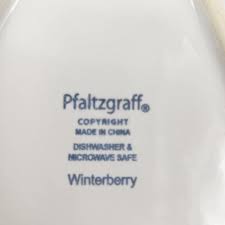 Pfaltzgraff®
COPYRIGHT
MADE IN CHINA
DISHWASHER &
MICROWAVE SAFE
Winterberry